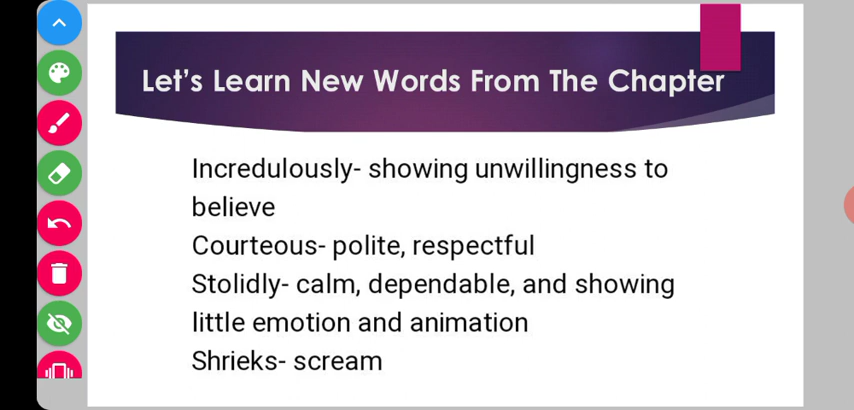 Let's Learn New Words From The Chapter
Incredulously- showing unwillingness to
believe
Courteous- polite, respectful
Stolidly- calm, dependable, and showing
little emotion and animation
Shrieks- scream